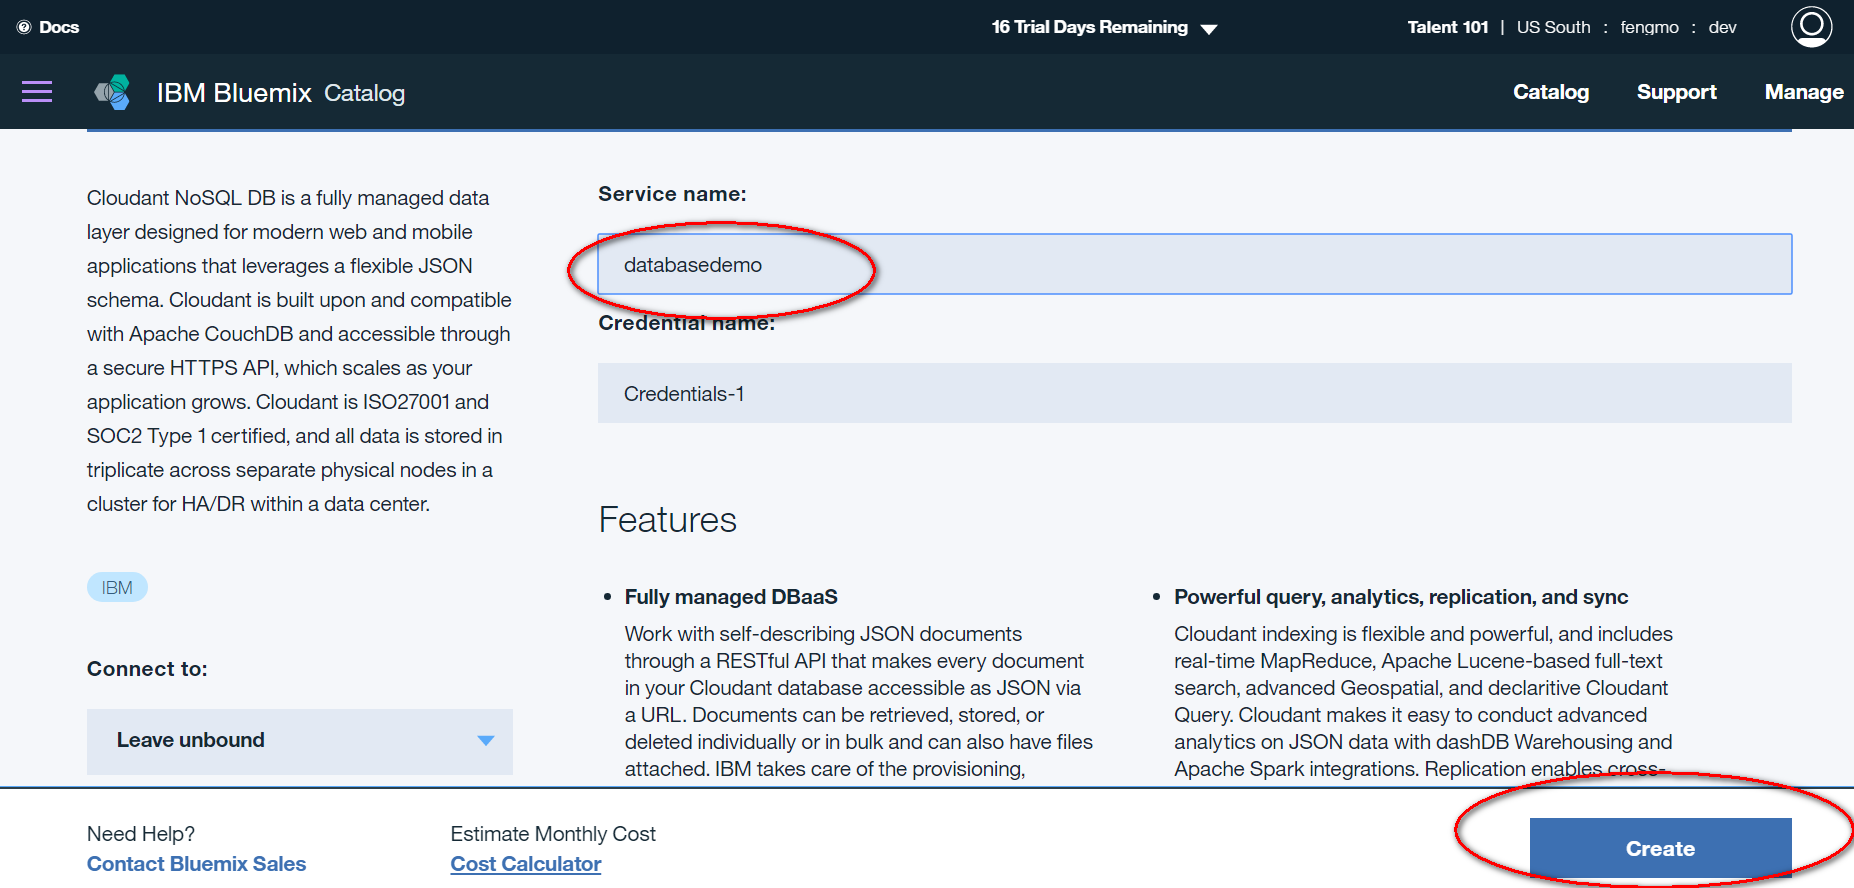 Docs
16 Trial Days Remaining
Talent 101 | US South : fengmo : dev
IBM Bluemix Catalog
Catalog Support Manage
Cloudant NoSQL DB is a fully managed data
layer designed for modern web and mobile
applications that leverages a flexible JSON
schema. Cloudant is built upon and compatible
with Apache CouchDB and accessible through
a secure HTTPS API, which scales as your
application grows. Cloudant is ISO27001 and
SOC2 Type 1 certified, and all data is stored in
triplicate across separate physical nodes in a
cluster for HA/DR within a data center.
IBM
Connect to:
Leave unbound
Service name:
databasedemo
Credential name:
Credentials-1
Features
• Fully managed DBaaS
Work with self-describing JSON documents
through a RESTful API that makes every document
in your Cloudant database accessible as JSON via
a URL. Documents can be retrieved, stored, or
deleted individually or in bulk and can also have files
attached. IBM takes care of the provisioning,
• Powerful query, analytics, replication, and sync
Cloudant indexing is flexible and powerful, and includes
real-time MapReduce, Apache Lucene-based full-text
search, advanced Geospatial, and declaritive Cloudant
Query. Cloudant makes it easy to conduct advanced
analytics on JSON data with dashDB Warehousing and
Apache Spark integrations. Replication enables cross-
Need Help?
Contact Bluemix Sales
Estimate Monthly Cost
Cost Calculator
Create